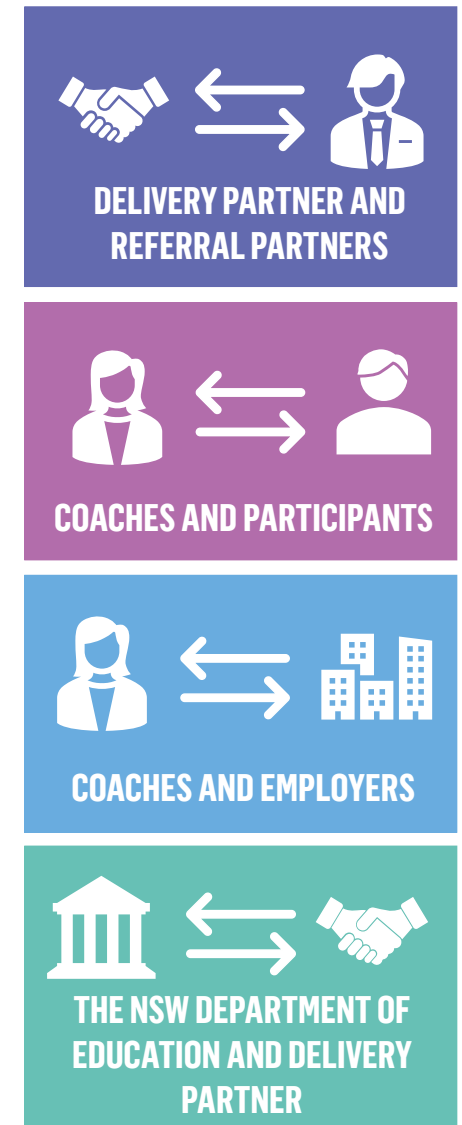 DELIVERY PARTNER AND
REFERRAL PARTNERS
COACHES AND PARTICIPANTS
COACHES AND EMPLOYERS
THE NSW DEPARTMENT OF
EDUCATION AND DELIVERY
PARTNER